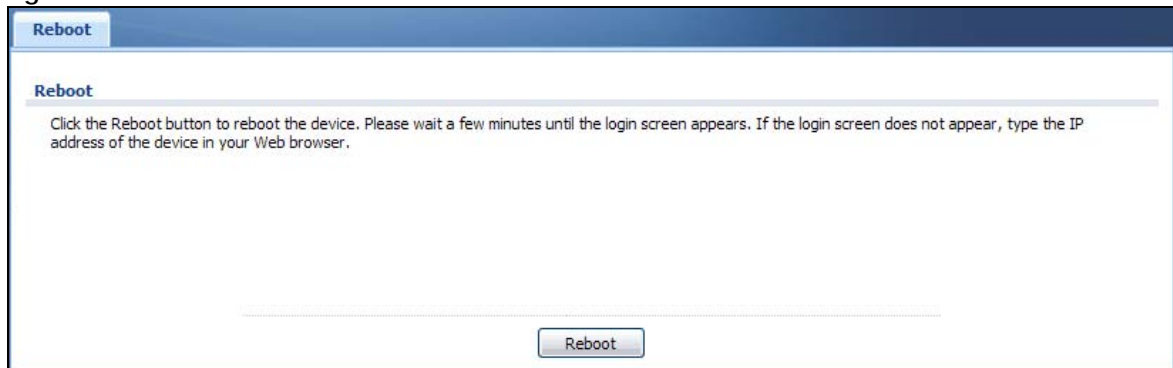 Reboot
Reboot
Click the Reboot button to reboot the device. Please wait a few minutes until the login screen appears. If the login screen does not appear, type the IP
address of the device in your Web browser.
Reboot